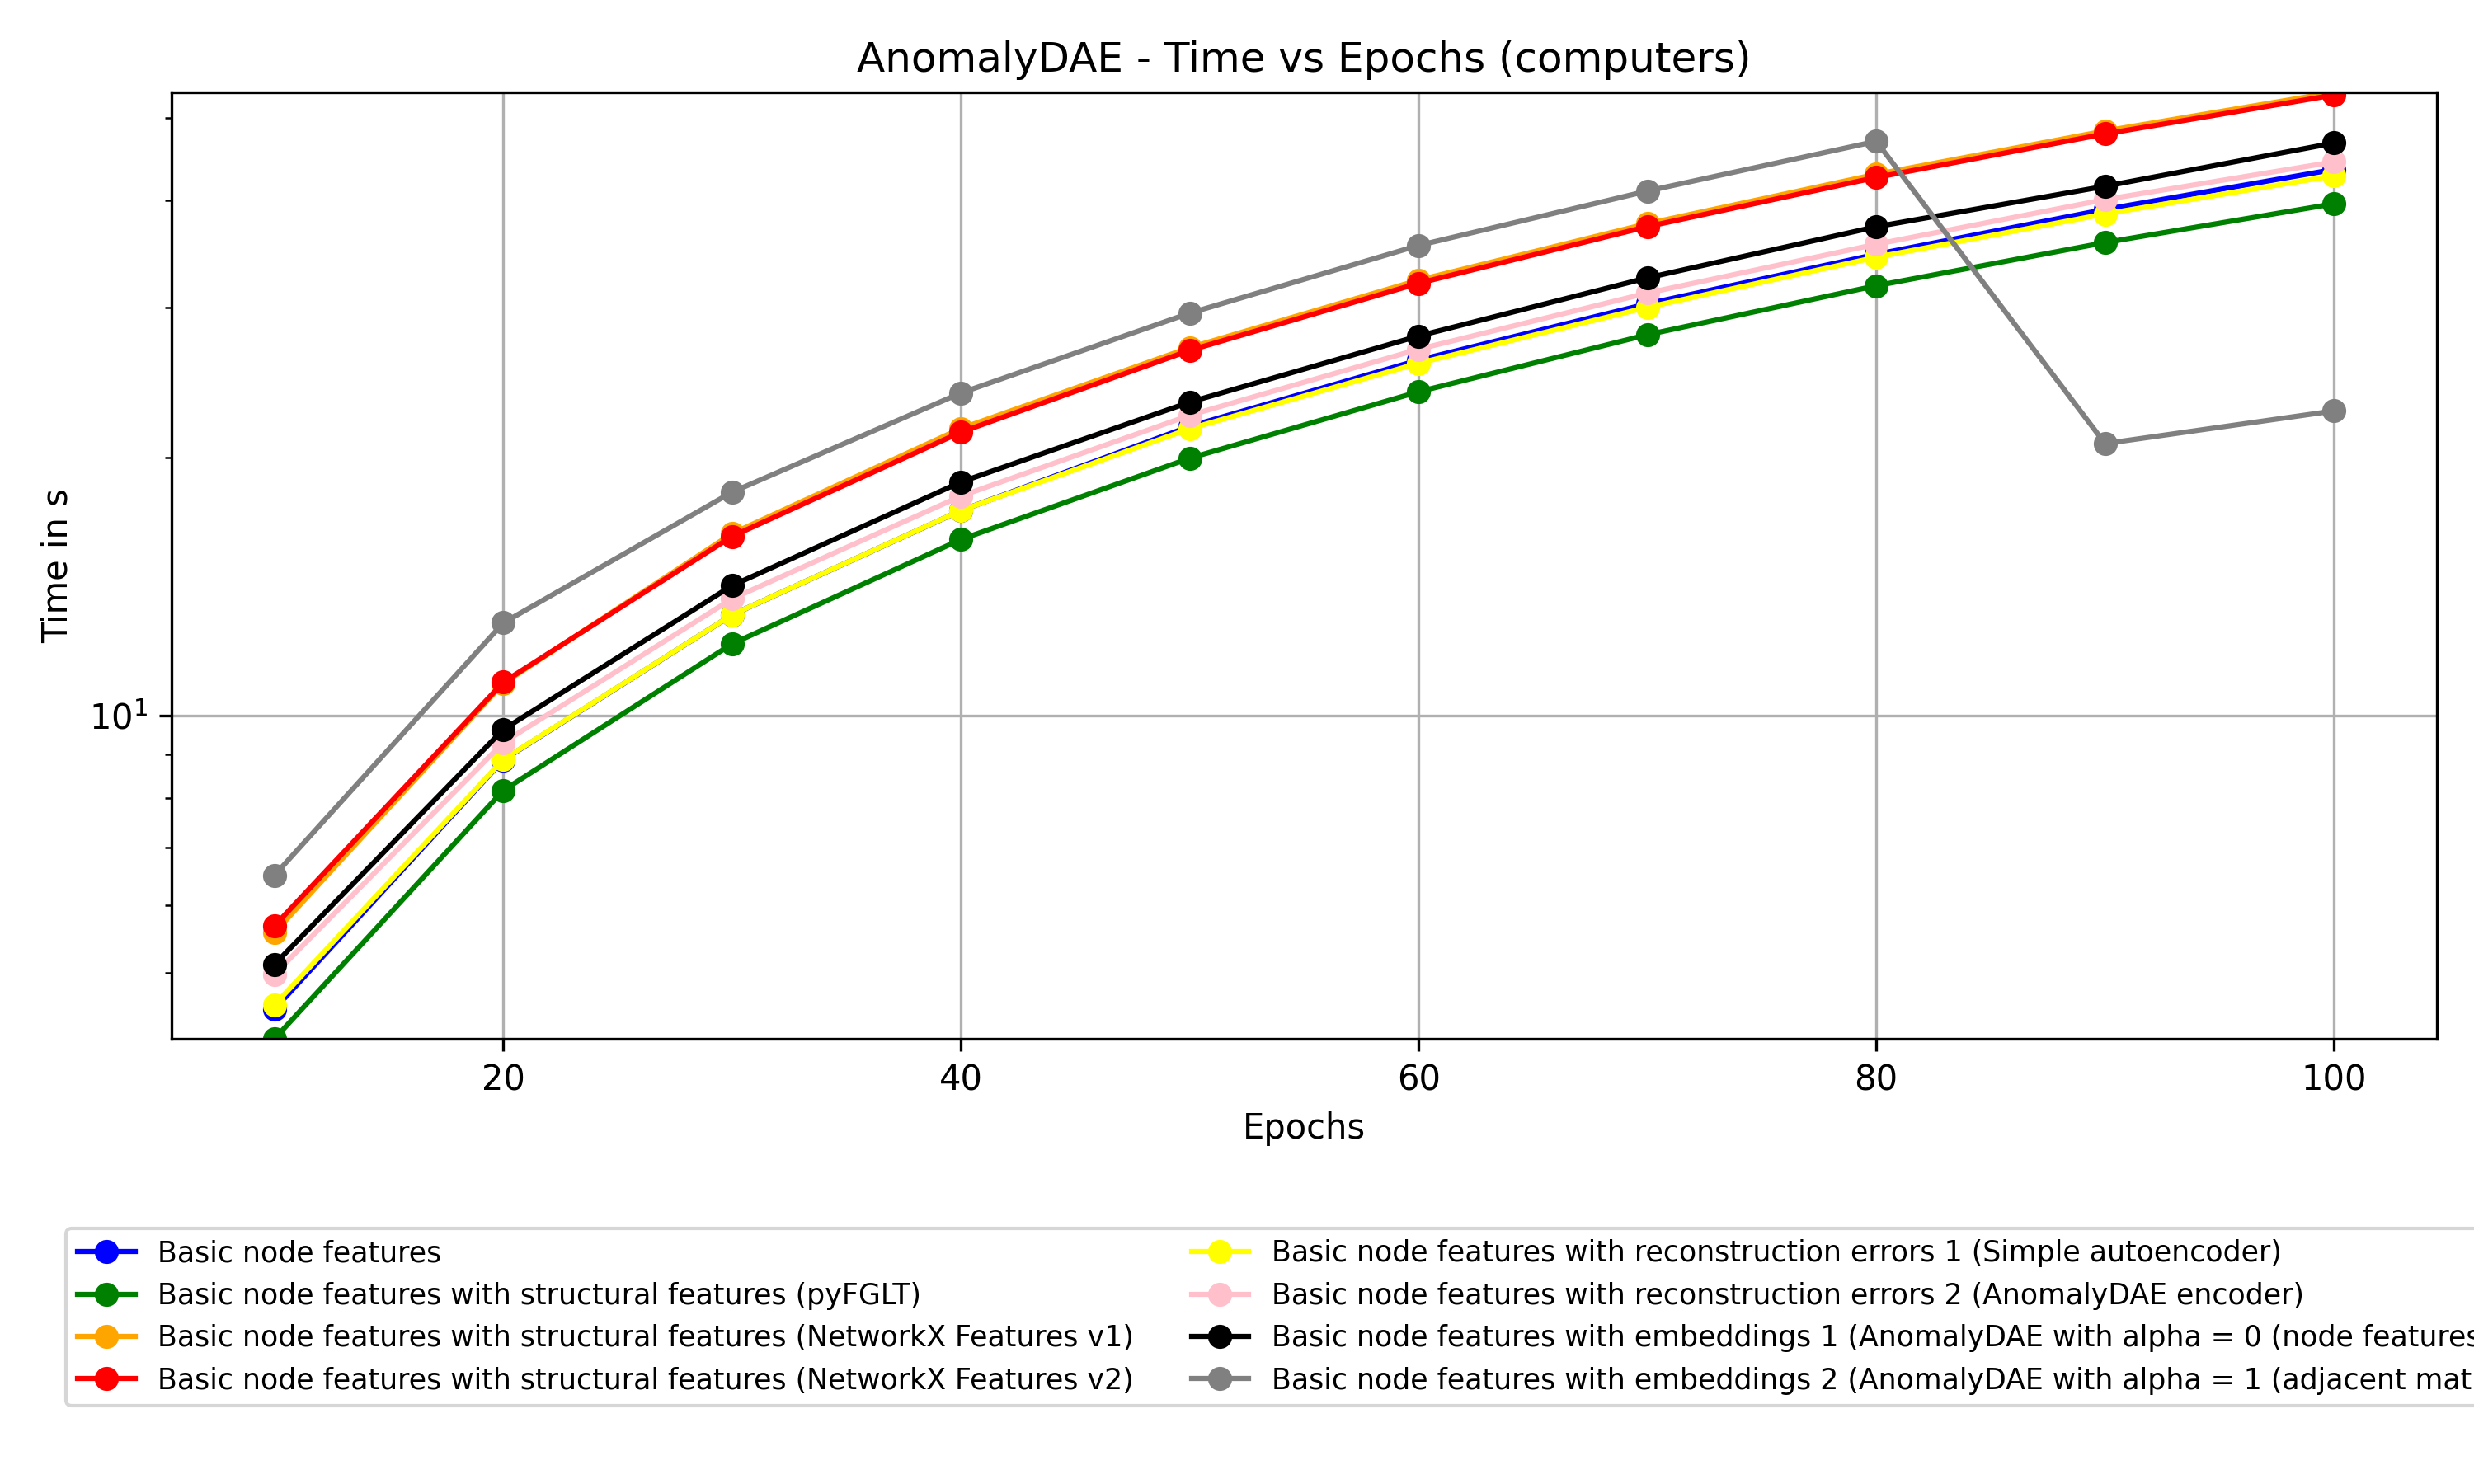 AnomalyDAE - Time vs Epochs (computers)
Time in s
10¹
20 40 60 80 100
Epochs
Basic node features
Basic node features with structural features (pyFGLT)
Basic node features with structural features (NetworkX Features v1)
Basic node features with structural features (NetworkX Features v2)
Basic node features with reconstruction errors 1 (Simple autoencoder)
Basic node features with reconstruction errors 2 (AnomalyDAE encoder)
Basic node features with embeddings 1 (AnomalyDAE with alpha = 0 (node features
Basic node features with embeddings 2 (AnomalyDAE with alpha = 1 (adjacent mat